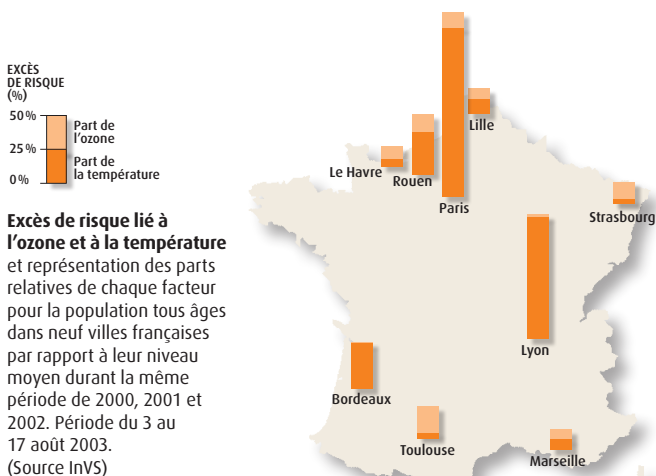 EXCÈS
DE RISQUE
(%)
50 %
Part de
l'ozone
25 %
Part de
la température
0 %
Excès de risque lié à
l'ozone et à la température
et représentation des parts
relatives de chaque facteur
pour la population tous âges
dans neuf villes françaises
par rapport à leur niveau
moyen durant la même
période de 2000, 2001 et
2002. Période du 3 au
17 août 2003.
(Source InVS)
Lille
Le Havre
Rouen
Paris
Strasbourg
Lyon
Bordeaux
Toulouse
Marseille